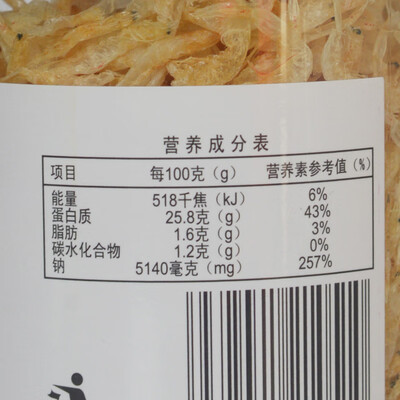 营养成分表
项目 每100克（g） 营养素参考值（%）
能量 518千焦（kJ） 6%
蛋白质 25.8克（g） 43%
脂肪 1.6克（g） 3%
碳水化合物 1.2克（g） 0%
钠 5140毫克（mg） 257%